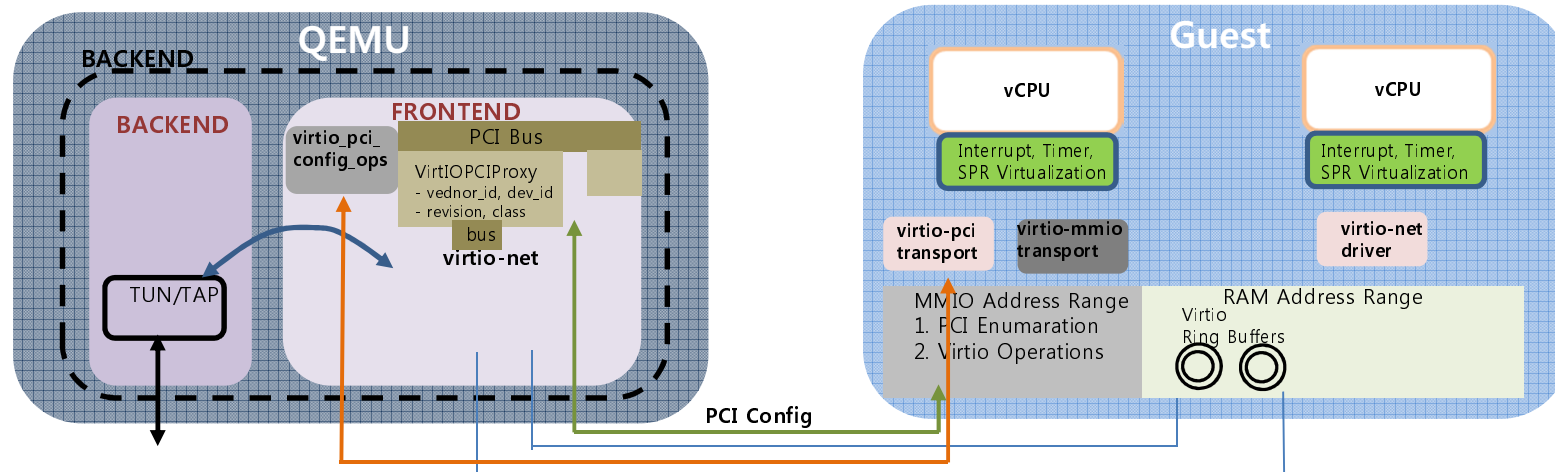 QEMU
BACKEND
BACKEND
FRONTEND
virtio_pci_
config_ops
PCI Bus
VirtIOPCIProxy
- vednor_id, dev_id
- revision, class
bus
virtio-net
TUN/TAP
PCI Config
Guest
vCPU
vCPU
Interrupt, Timer,
SPR Virtualization
Interrupt, Timer,
SPR Virtualization
virtio-pci
transport
virtio-mmio
transport
virtio-net
driver
MMIO Address Range
1. PCI Enumaration
2. Virtio Operations
RAM Address Range
Virtio
Ring Buffers